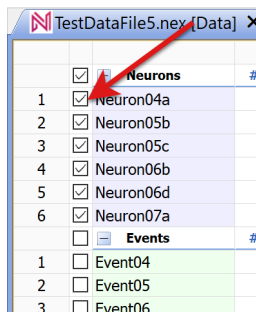 TestDataFile5.nex [Data] ×
Neurons #
1 Neuron04a
2 Neuron05b
3 Neuron05c
4 Neuron06b
5 Neuron06d
6 Neuron07a
Events #
1 Event04
2 Event05
3 Event06